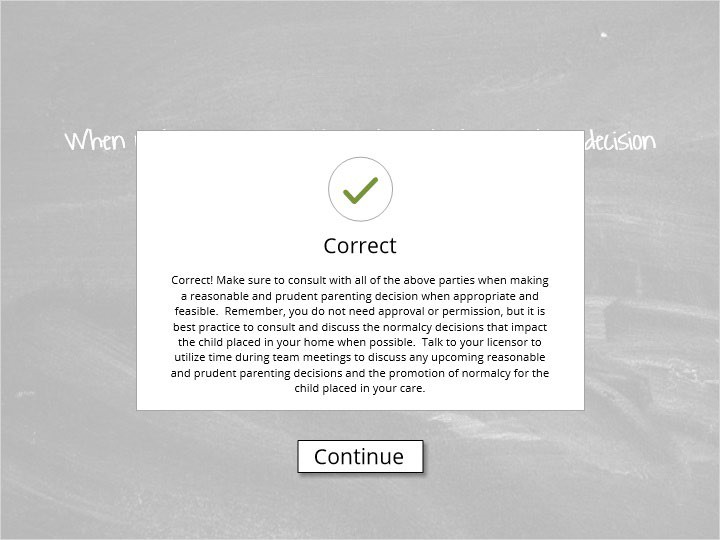 When decision
Correct
Correct! Make sure to consult with all of the above parties when making
a reasonable and prudent parenting decision when appropriate and
feasible.  Remember, you do not need approval or permission, but it is
best practice to consult and discuss the normalcy decisions that impact
the child placed in your home when possible.  Talk to your licensor to
utilize time during team meetings to discuss any upcoming reasonable
and prudent parenting decisions and the promotion of normalcy for the
child placed in your care.
Continue